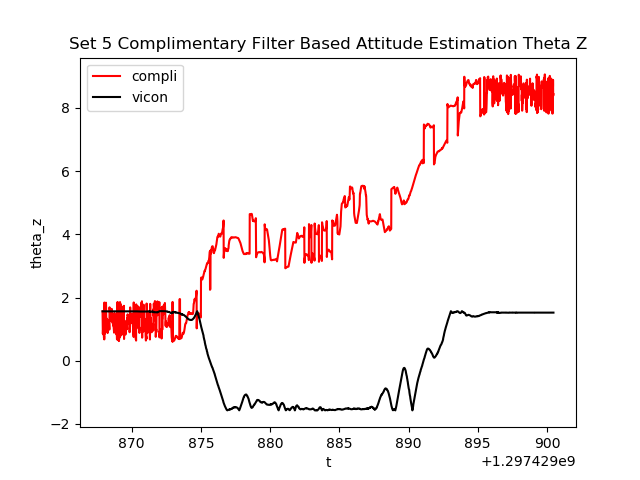 Set 5 Complimentary Filter Based Attitude Estimation Theta Z
compli
vicon
theta_z
8
6
4
2
0
−2
870 875 880 885 890 895 900
t
+1.297429e9